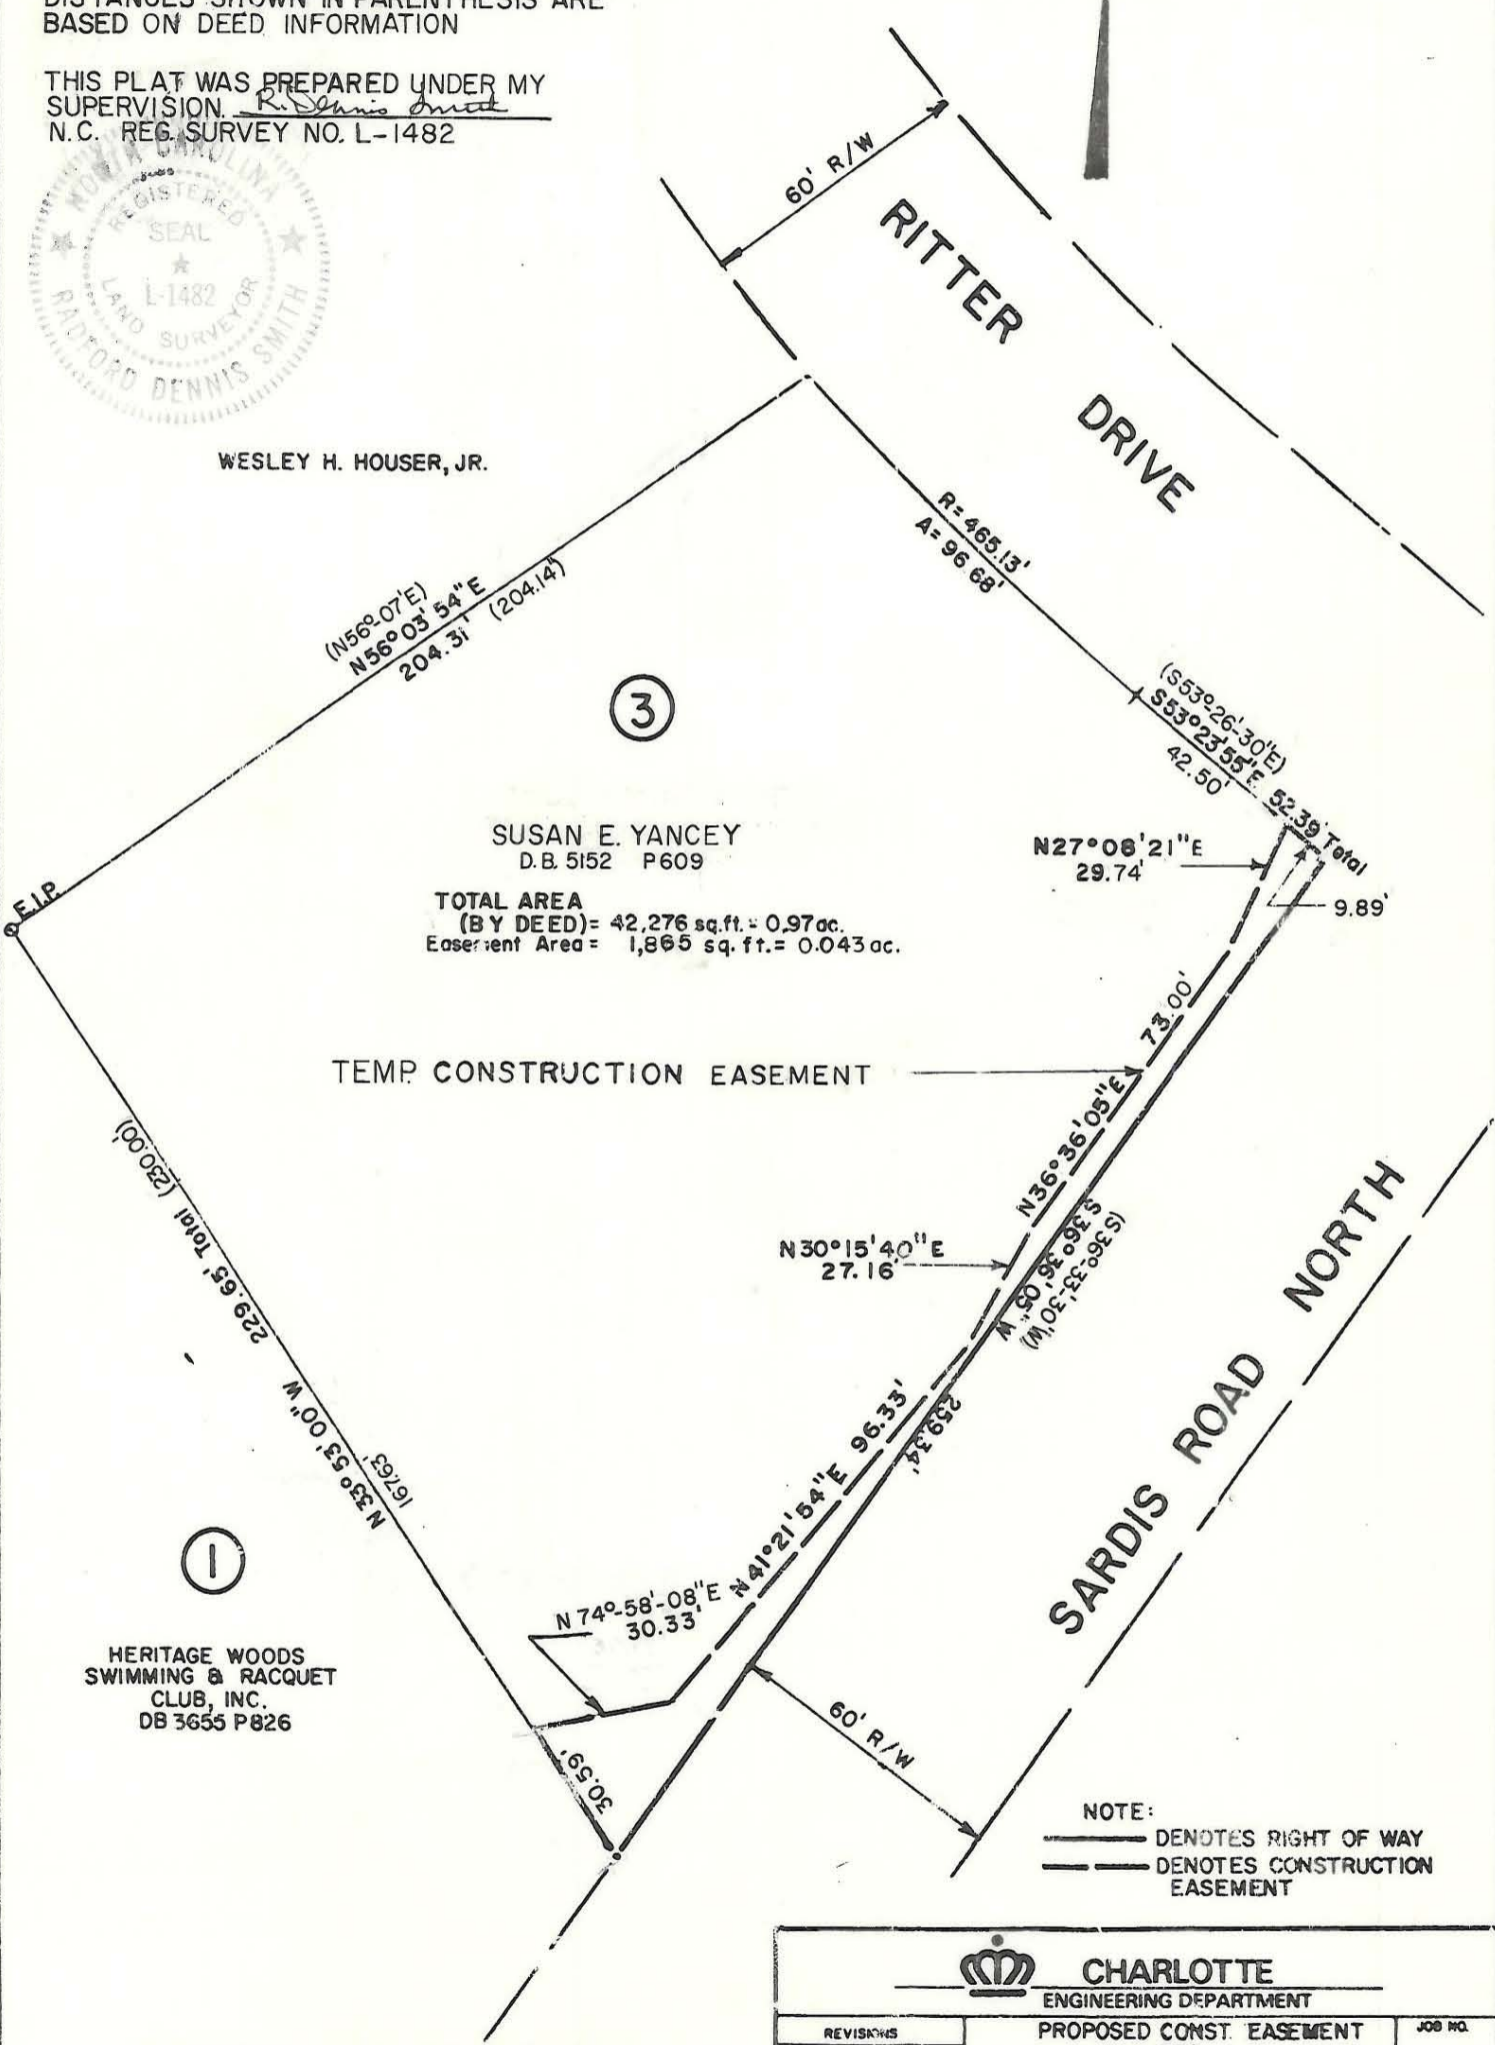 DISTANCES SHOWN IN PARENTHESIS ARE
BASED ON DEED INFORMATION
THIS PLAT WAS PREPARED UNDER MY
SUPERVISION. R. Dennis Smith
N.C. REG. SURVEY NO. L-1482
NORTH CAROLINA
REGISTERED
SEAL
L-1482
LAND SURVEYOR
RADFORD DENNIS SMITH
60' R/W
RITTER DRIVE
WESLEY H. HOUSER, JR.
R= 465.13'
A= 96.68'
(N56°-07'E)
N56°03'54"E
204.31' (204.14')
3
(S53°-26'-30"E)
S53°23'55"E 52.39' Total
42.50'
SUSAN E. YANCEY
D.B. 5152 P609
N27°08'21"E
29.74'
9.89'
E.I.P.
TOTAL AREA
(BY DEED)= 42,276 sq.ft. = 0.97ac.
Easement Area = 1,865 sq. ft.= 0.043 ac.
73.00'
TEMP. CONSTRUCTION EASEMENT
N36°36'05"E
S 36°36'05" W
(S36°-33'-30"W)
259.34'
(230.00')
229.65' Total
N30°15'40"E
27.16'
SARDIS ROAD NORTH
N 33° 53' 00" W
167.63'
N41°21'54"E 96.33'
1
N 74°-58'-08"E
30.33'
HERITAGE WOODS
SWIMMING & RACQUET
CLUB, INC.
DB 3655 P826
30.59'
60' R/W
NOTE:
DENOTES RIGHT OF WAY
DENOTES CONSTRUCTION
EASEMENT
CHARLOTTE
ENGINEERING DEPARTMENT
REVISIONS
PROPOSED CONST. EASEMENT
JOB NO.